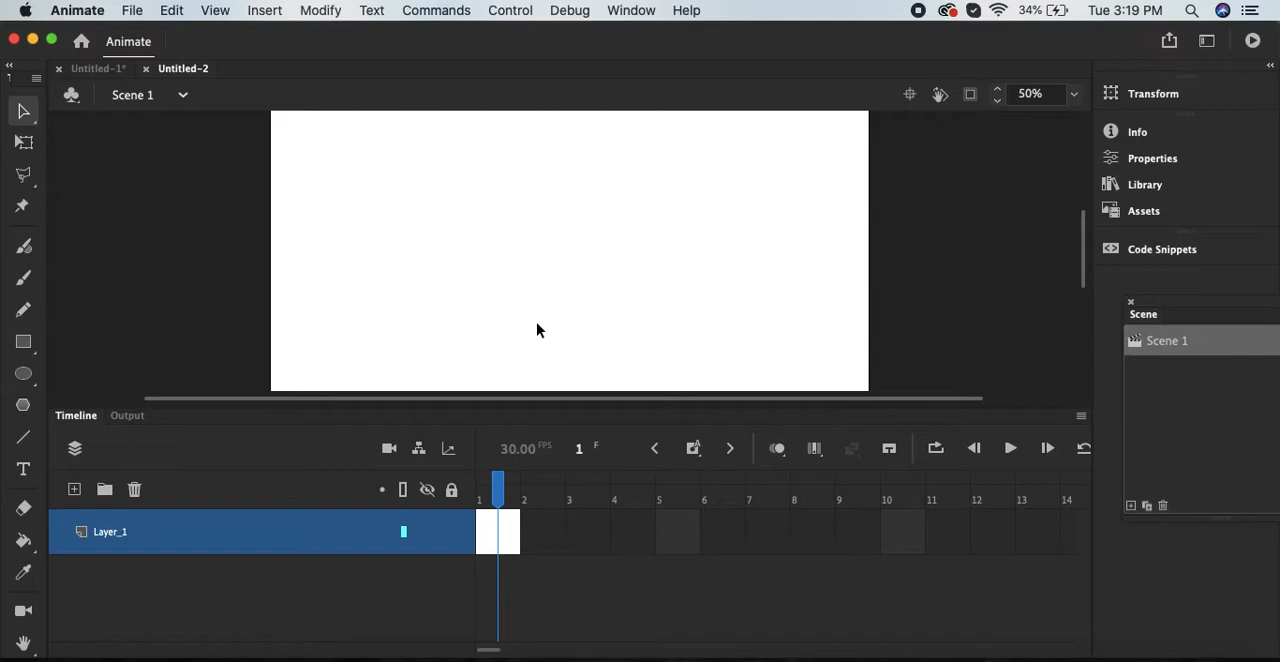 Animate File Edit View Insert Modify Text Commands Control Debug Window Help 34% Tue 3:19 PM
Animate
1 Untitled-1* Untitled-2
Scene 1 50%
Transform
Info
Properties
Library
Assets
Code Snippets
Scene
Scene 1
Timeline Output
30.00 FPS 1 F
1 2 3 4 5 6 7 8 9 10 11 12 13 14
Layer_1